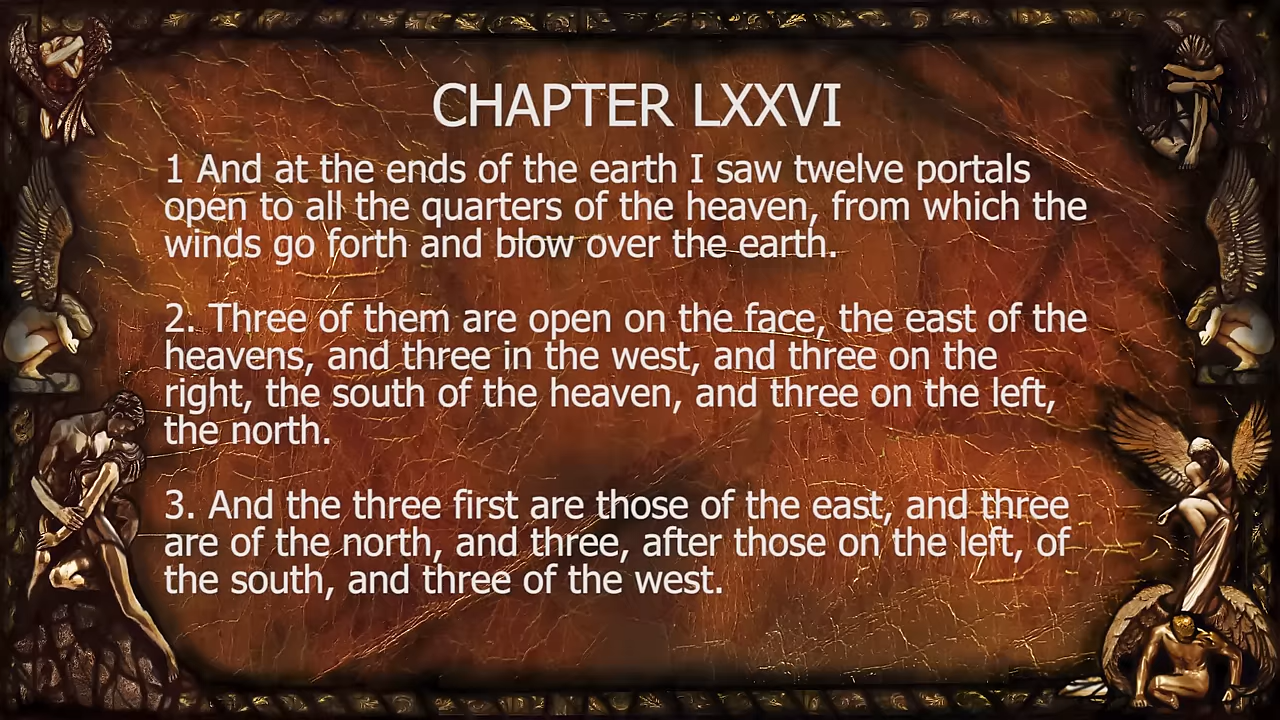 CHAPTER LXXVI
1 And at the ends of the earth I saw twelve portals
open to all the quarters of the heaven, from which the
winds go forth and blow over the earth.
2. Three of them are open on the face, the east of the
heavens, and three in the west, and three on the
right, the south of the heaven, and three on the left,
the north.
3. And the three first are those of the east, and three
are of the north, and three, after those on the left, of
the south, and three of the west.